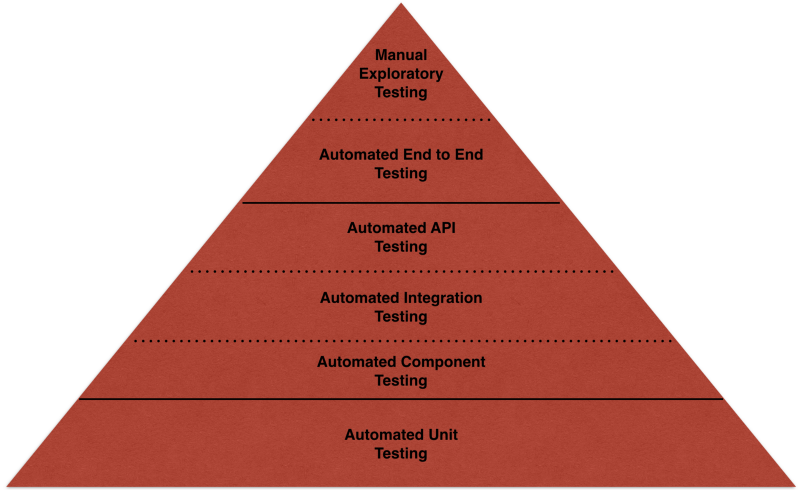 Manual
Exploratory
Testing
Automated End to End
Testing
Automated API
Testing
Automated Integration
Testing
Automated Component
Testing
Automated Unit
Testing